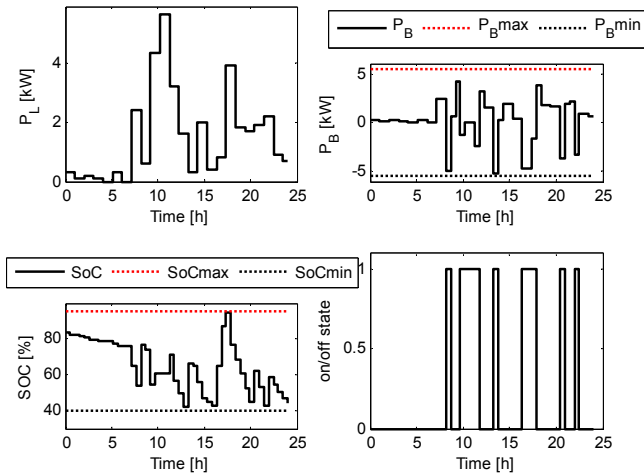 P_L [kW]
4
2
0
0 5 10 15 20 25
Time [h]
P_B P_Bmax P_Bmin
P_B [kW]
5
0
-5
0 5 10 15 20 25
Time [h]
SoC SoCmax SoCmin
SOC [%]
80
60
40
0 5 10 15 20 25
Time [h]
on/off state
1
0.5
0
0 5 10 15 20 25
Time [h]